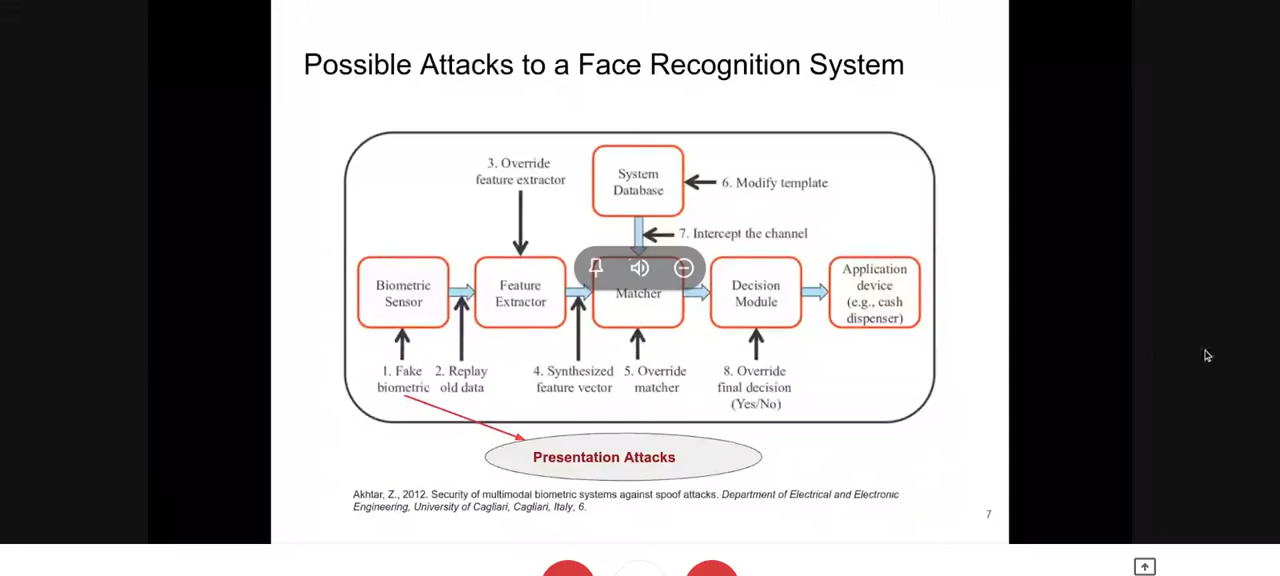 Possible Attacks to a Face Recognition System
3. Override
feature extractor
System
Database
6. Modify template
7. Intercept the channel
Biometric
Sensor
Feature
Extractor
Matcher
Decision
Module
Application
device
(e.g., cash
dispenser)
1. Fake
biometric
2. Replay
old data
4. Synthesized
feature vector
5. Override
matcher
8. Override
final decision
(Yes/No)
Presentation Attacks
Akhtar, Z., 2012. Security of multimodal biometric systems against spoof attacks. Department of Electrical and Electronic
Engineering, University of Cagliari, Cagliari, Italy, 6.
7